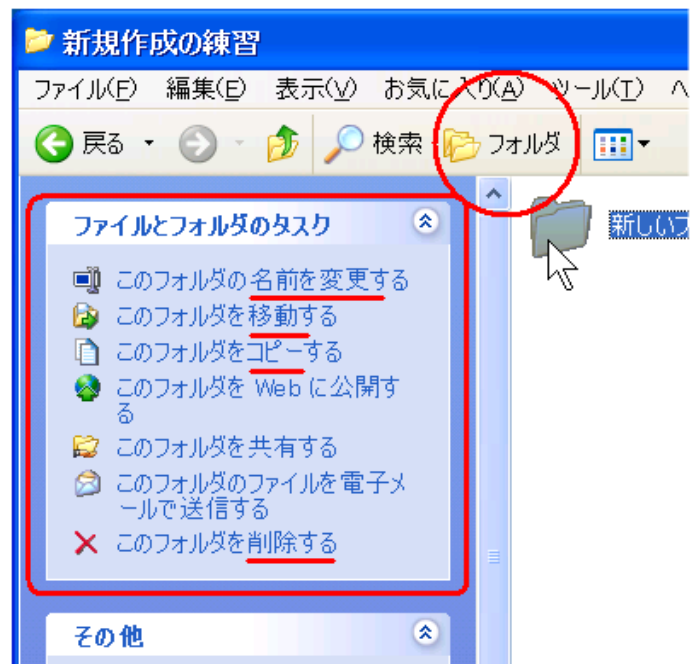 新規作成の練習
ファイル(F) 編集(E) 表示(V) お気に入り(A) ツール(T) ヘ
戻る 検索 フォルダ
ファイルとフォルダのタスク
新しいフ
このフォルダの名前を変更する
このフォルダを移動する
このフォルダをコピーする
このフォルダを Web に公開す
る
このフォルダを共有する
このフォルダのファイルを電子メ
ールで送信する
このフォルダを削除する
その他